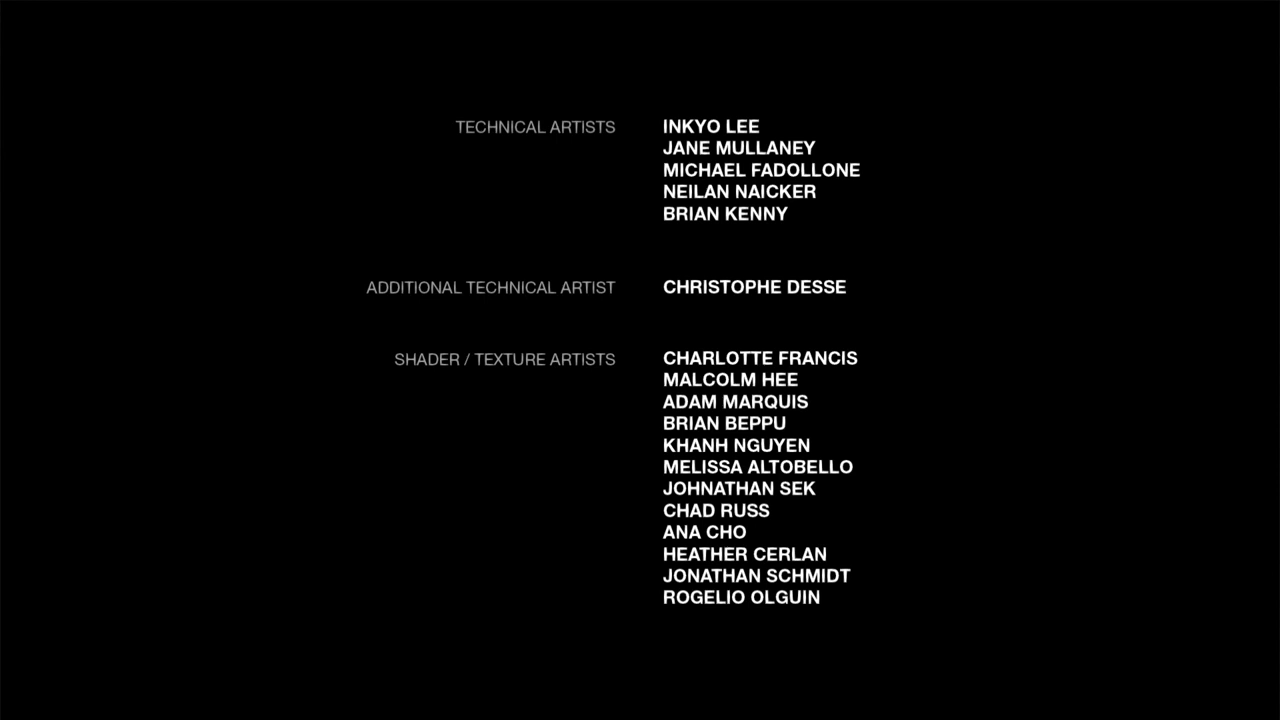 TECHNICAL ARTISTS INKYO LEE
JANE MULLANEY
MICHAEL FADOLLONE
NEILAN NAICKER
BRIAN KENNY
ADDITIONAL TECHNICAL ARTIST CHRISTOPHE DESSE
SHADER / TEXTURE ARTISTS CHARLOTTE FRANCIS
MALCOLM HEE
ADAM MARQUIS
BRIAN BEPPU
KHANH NGUYEN
MELISSA ALTOBELLO
JOHNATHAN SEK
CHAD RUSS
ANA CHO
HEATHER CERLAN
JONATHAN SCHMIDT
ROGELIO OLGUIN